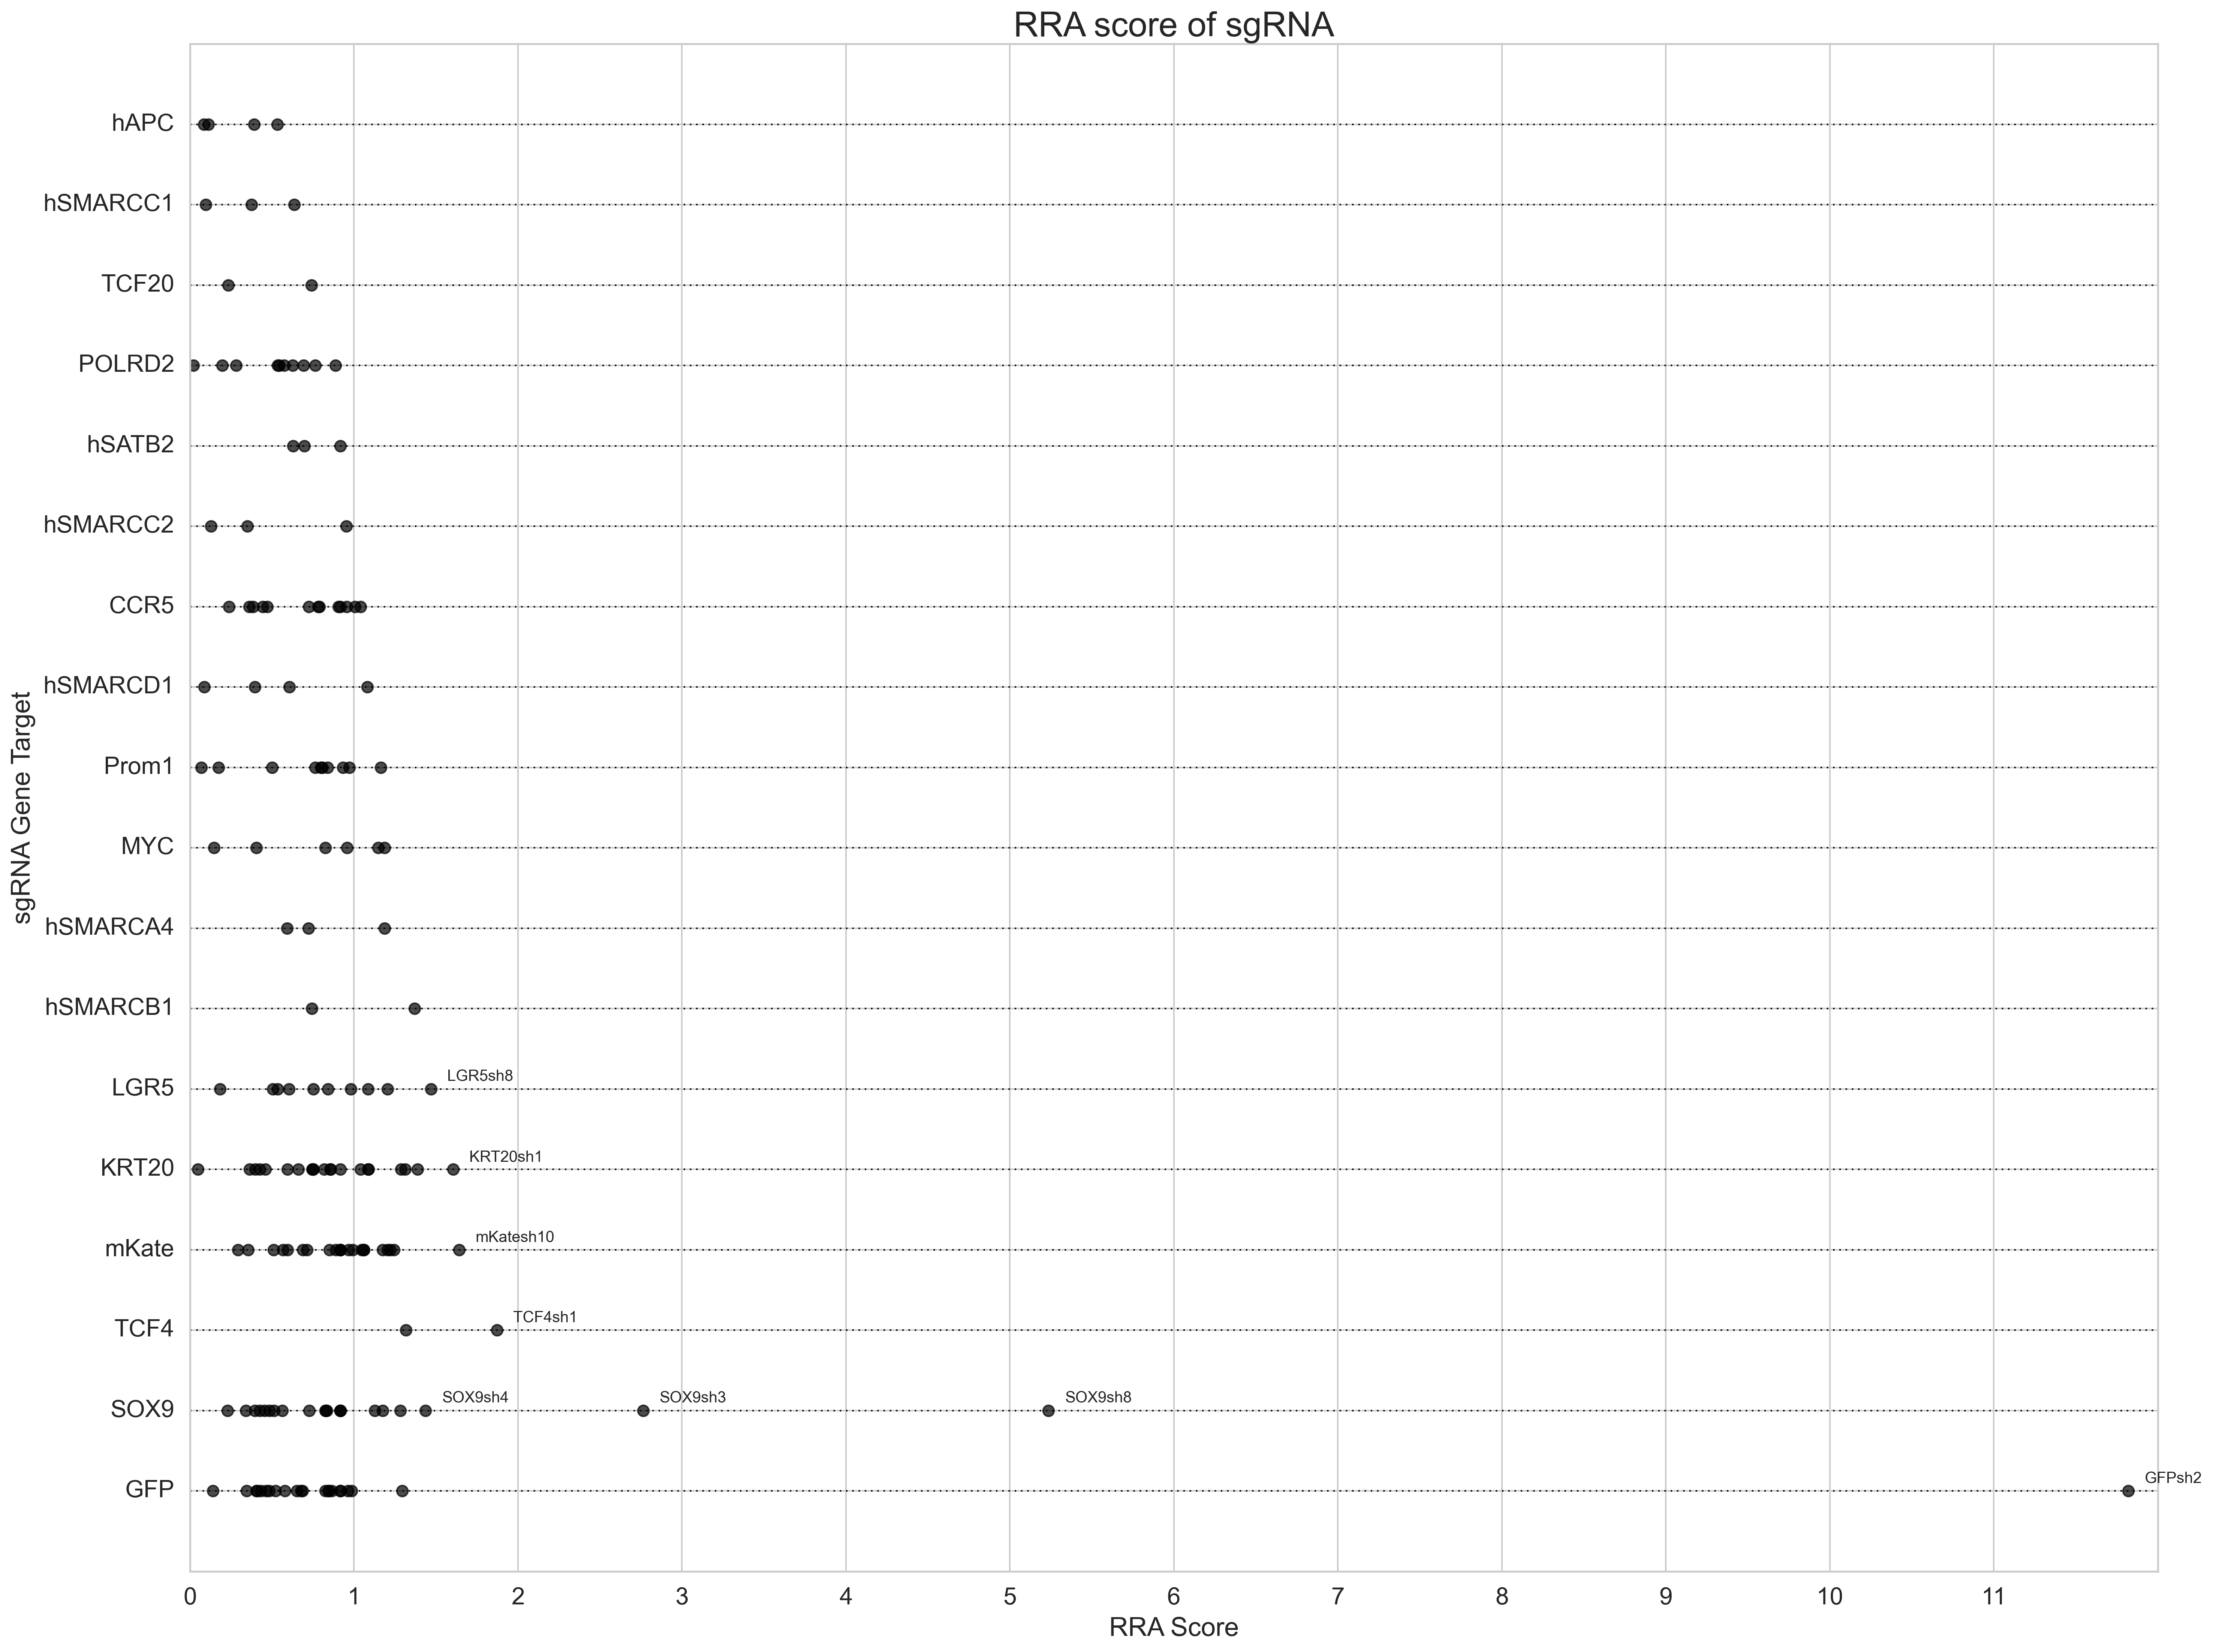 RRA score of sgRNA
sgRNA Gene Target
hAPC
hSMARCC1
TCF20
POLRD2
hSATB2
hSMARCC2
CCR5
hSMARCD1
Prom1
MYC
hSMARCA4
hSMARCB1
LGR5
LGR5sh8
KRT20
KRT20sh1
mKate
mKatesh10
TCF4
TCF4sh1
SOX9
SOX9sh4 SOX9sh3 SOX9sh8
GFP
GFPsh2
0 1 2 3 4 5 6 7 8 9 10 11
RRA Score